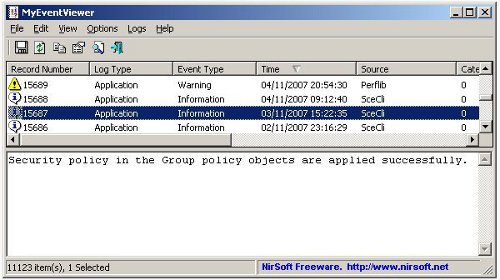 MyEventViewer
File Edit View Options Logs Help
Record Number Log Type Event Type Time Source Cate
15689 Application Warning 04/11/2007 20:54:30 Perflib 0
15688 Application Information 04/11/2007 09:12:40 SceCli 0
15687 Application Information 03/11/2007 15:22:35 SceCli 0
15686 Application Information 02/11/2007 23:16:29 SceCli 0
Security policy in the Group policy objects are applied successfully.
11123 item(s), 1 Selected NirSoft Freeware. http://www.nirsoft.net